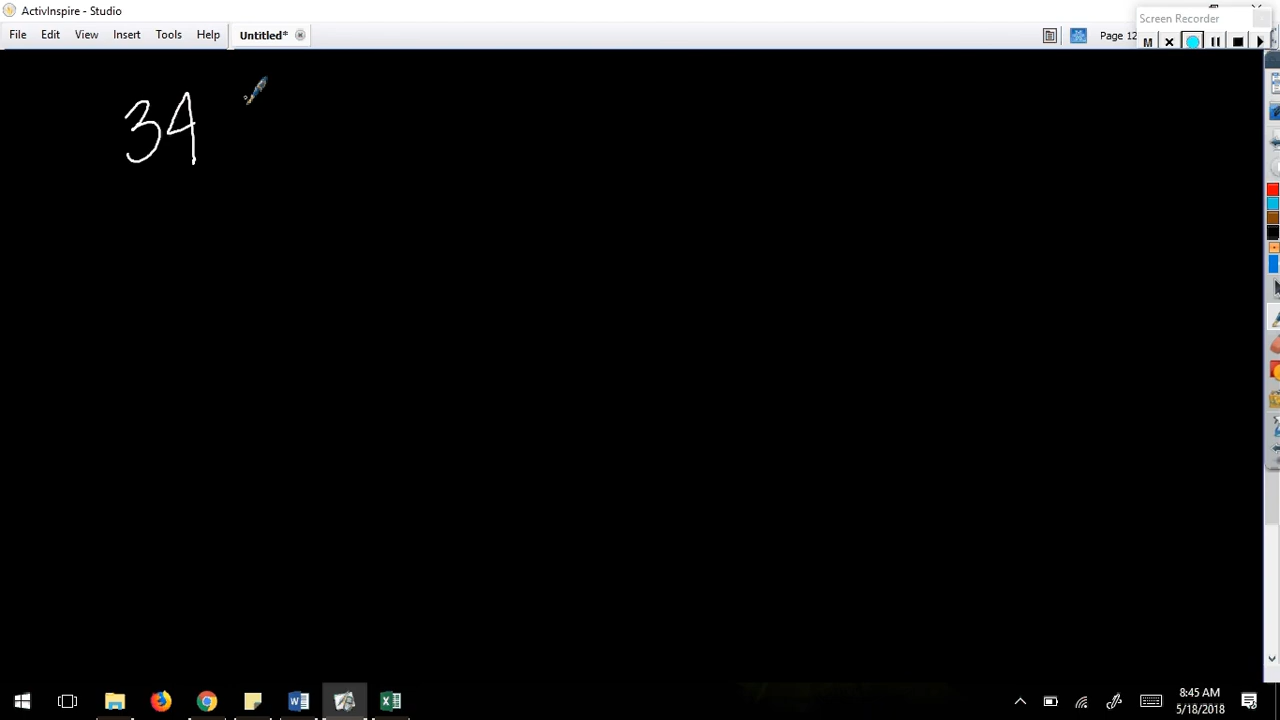 ActivInspire - Studio
Screen Recorder
File Edit View Insert Tools Help Untitled* Page 12
M
34
8:45 AM
5/18/2018